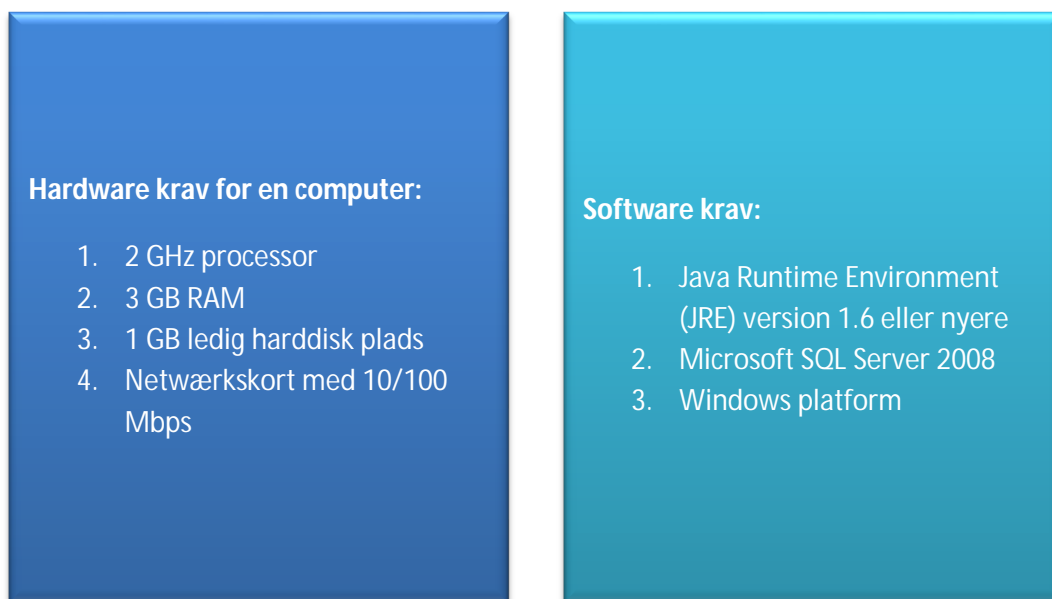 Hardware krav for en computer:
1. 2 GHz processor
2. 3 GB RAM
3. 1 GB ledig harddisk plads
4. Netwærkskort med 10/100
Mbps
Software krav:
1. Java Runtime Environment
(JRE) version 1.6 eller nyere
2. Microsoft SQL Server 2008
3. Windows platform